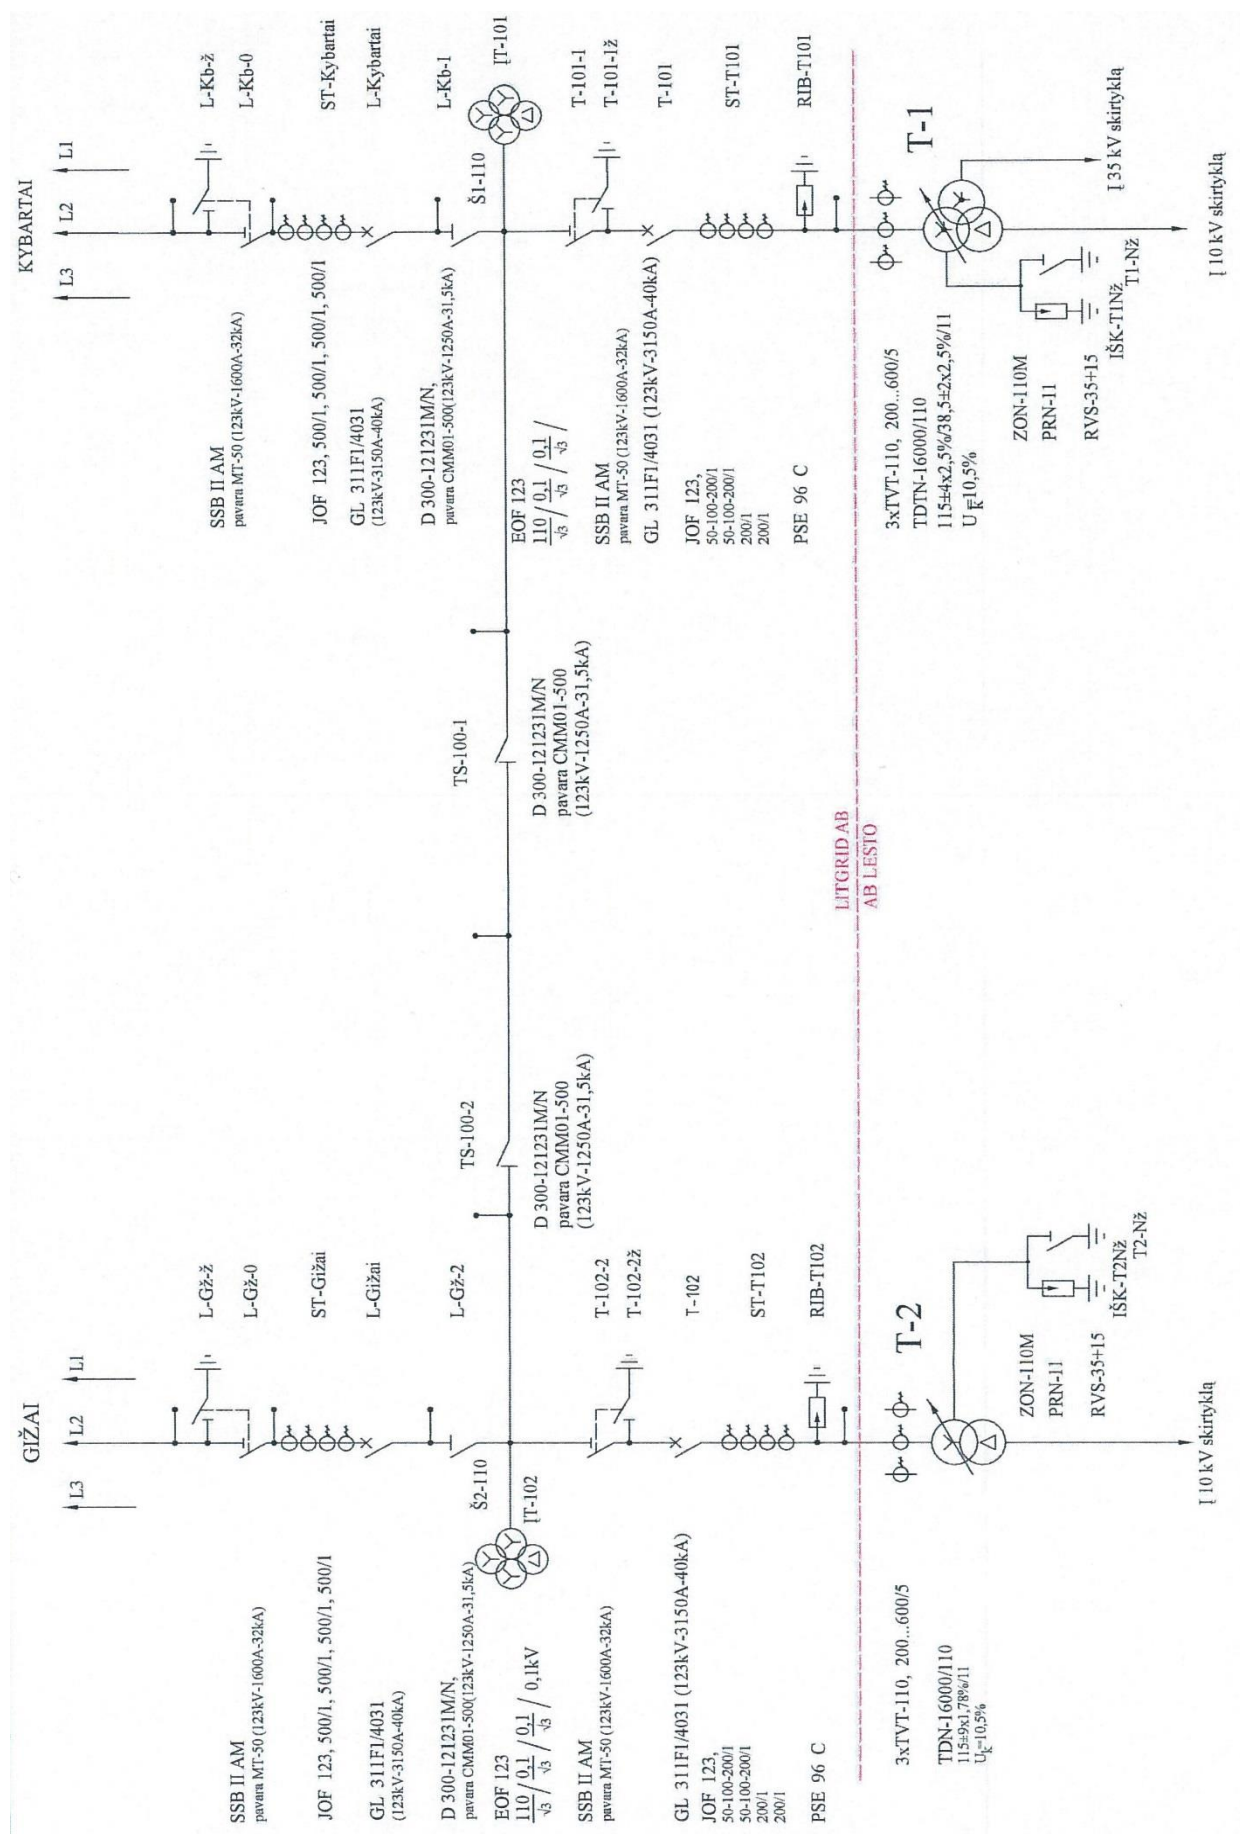 GIŽAI
L3
L2
L1
L-Gž-ž
L-Gž-0
ST-Gižai
L-Gižai
L-Gž-2
Š2-110
ĮT-102
T-102-2
T-102-2ž
T-102
ST-T102
RIB-T102
T-2
SSB II AM
pavara MT-50 (123kV-1600A-32kA)
JOF 123, 500/1, 500/1, 500/1, 500/1
GL 311F1/4031
(123kV-3150A-40kA)
D 300-121231M/N,
pavara CMM01-500(123kV-1250A-31,5kA)
EOF 123
110/√3 / 0,1/√3 / 0,1/√3 / 0,1kV
SSB II AM
pavara MT-50 (123kV-1600A-32kA)
GL 311F1/4031 (123kV-3150A-40kA)
JOF 123,
50-100-200/1
50-100-200/1
200/1
200/1
PSE 96 C
3xTVT-110, 200...600/5
TDN-16000/110
115±9x1,78%/11
Uk=10,5%
ZON-110M
PRN-11
RVS-35+15
IŠK-T2Nž
T2-Nž
Į 10 kV skirtyklą
TS-100-2
D 300-121231M/N
pavara CMM01-500
(123kV-1250A-31,5kA)
TS-100-1
D 300-121231M/N
pavara CMM01-500
(123kV-1250A-31,5kA)
LITGRID AB
AB LESTO
KYBARTAI
L3
L2
L1
L-Kb-ž
L-Kb-0
ST-Kybartai
L-Kybartai
L-Kb-1
Š1-110
ĮT-101
T-101-1
T-101-1ž
T-101
ST-T101
RIB-T101
T-1
SSB II AM
pavara MT-50 (123kV-1600A-32kA)
JOF 123, 500/1, 500/1, 500/1, 500/1
GL 311F1/4031
(123kV-3150A-40kA)
D 300-121231M/N,
pavara CMM01-500(123kV-1250A-31,5kA)
EOF 123
110/√3 / 0,1/√3 / 0,1/√3 /
SSB II AM
pavara MT-50 (123kV-1600A-32kA)
GL 311F1/4031 (123kV-3150A-40kA)
JOF 123,
50-100-200/1
50-100-200/1
200/1
200/1
PSE 96 C
3xTVT-110, 200...600/5
TDTN-16000/110
115±4x2,5%/38,5±2x2,5%/11
Uk=10,5%
ZON-110M
PRN-11
RVS-35+15
IŠK-T1Nž
T1-Nž
Į 35 kV skirtyklą
Į 10 kV skirtyklą